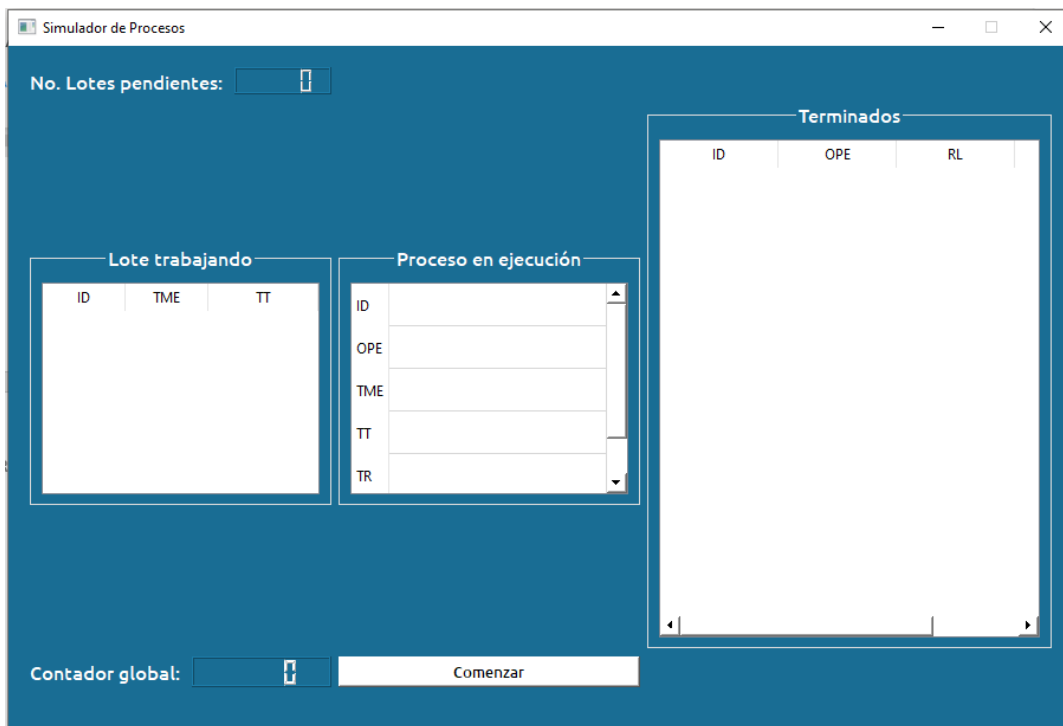 Simulador de Procesos
No. Lotes pendientes: 0
Terminados
ID OPE RL
Lote trabajando
ID TME TT
Proceso en ejecución
ID
OPE
TME
TT
TR
Contador global: 0
Comenzar